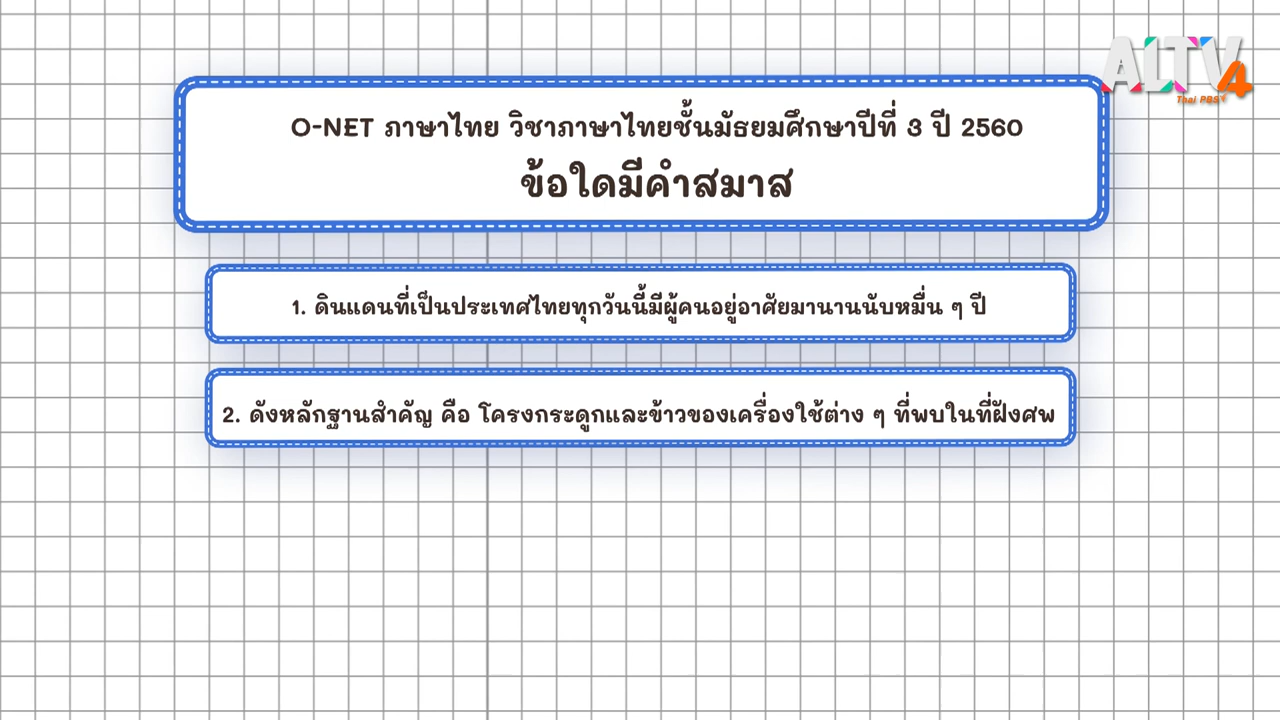 ALTV4
Thai PBS
O-NET ภาษาไทย วิชาภาษาไทยชั้นมัธยมศึกษาปีที่ 3 ปี 2560
ข้อใดมีคำสมาส
1. ดินแดนที่เป็นประเทศไทยทุกวันนี้มีผู้คนอยู่อาศัยมานานนับหมื่น ๆ ปี
2. ดังหลักฐานสำคัญ คือ โครงกระดูกและข้าวของเครื่องใช้ต่าง ๆ ที่พบในที่ฝังศพ